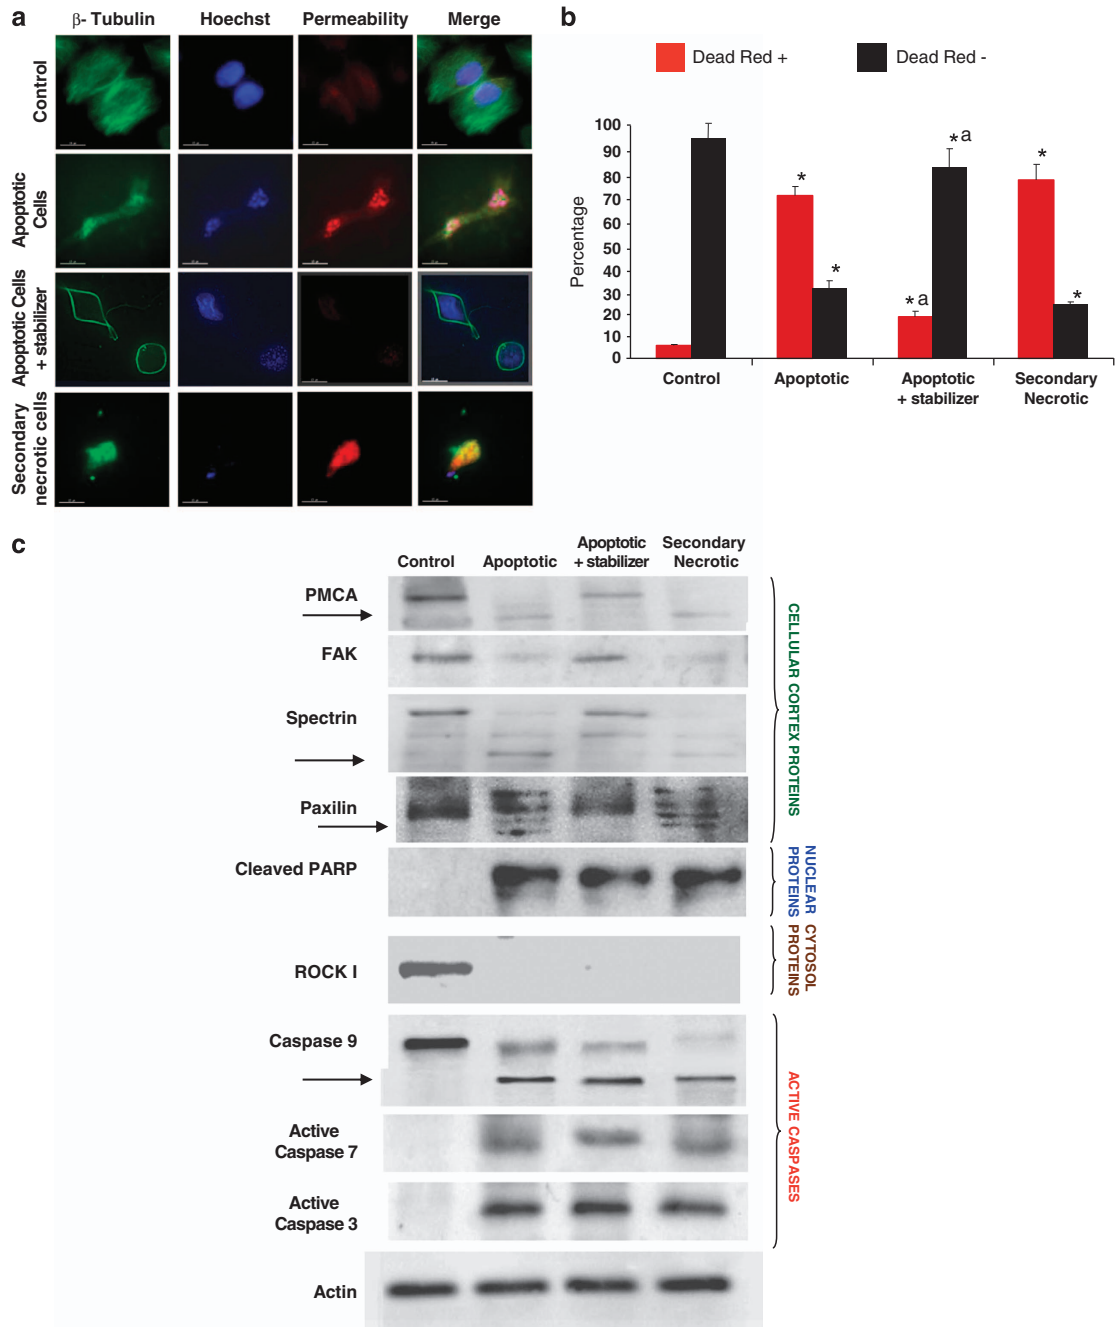 a
β- Tubulin
Hoechst
Permeability
Merge
Control
Apoptotic
Cells
Apoptotic Cells
+ stabilizer
Secondary
necrotic cells
b
Dead Red +
Dead Red -
Percentage
100
90
80
70
60
50
40
30
20
10
0
*
*
*a
*a
*
*
Control
Apoptotic
Apoptotic
+ stabilizer
Secondary
Necrotic
c
Control
Apoptotic
Apoptotic
+ stabilizer
Secondary
Necrotic
PMCA
FAK
Spectrin
Paxilin
Cleaved PARP
ROCK I
Caspase 9
Active
Caspase 7
Active
Caspase 3
Actin
CELLULAR CORTEX PROTEINS
NUCLEAR
PROTEINS
CYTOSOL
PROTEINS
ACTIVE CASPASES